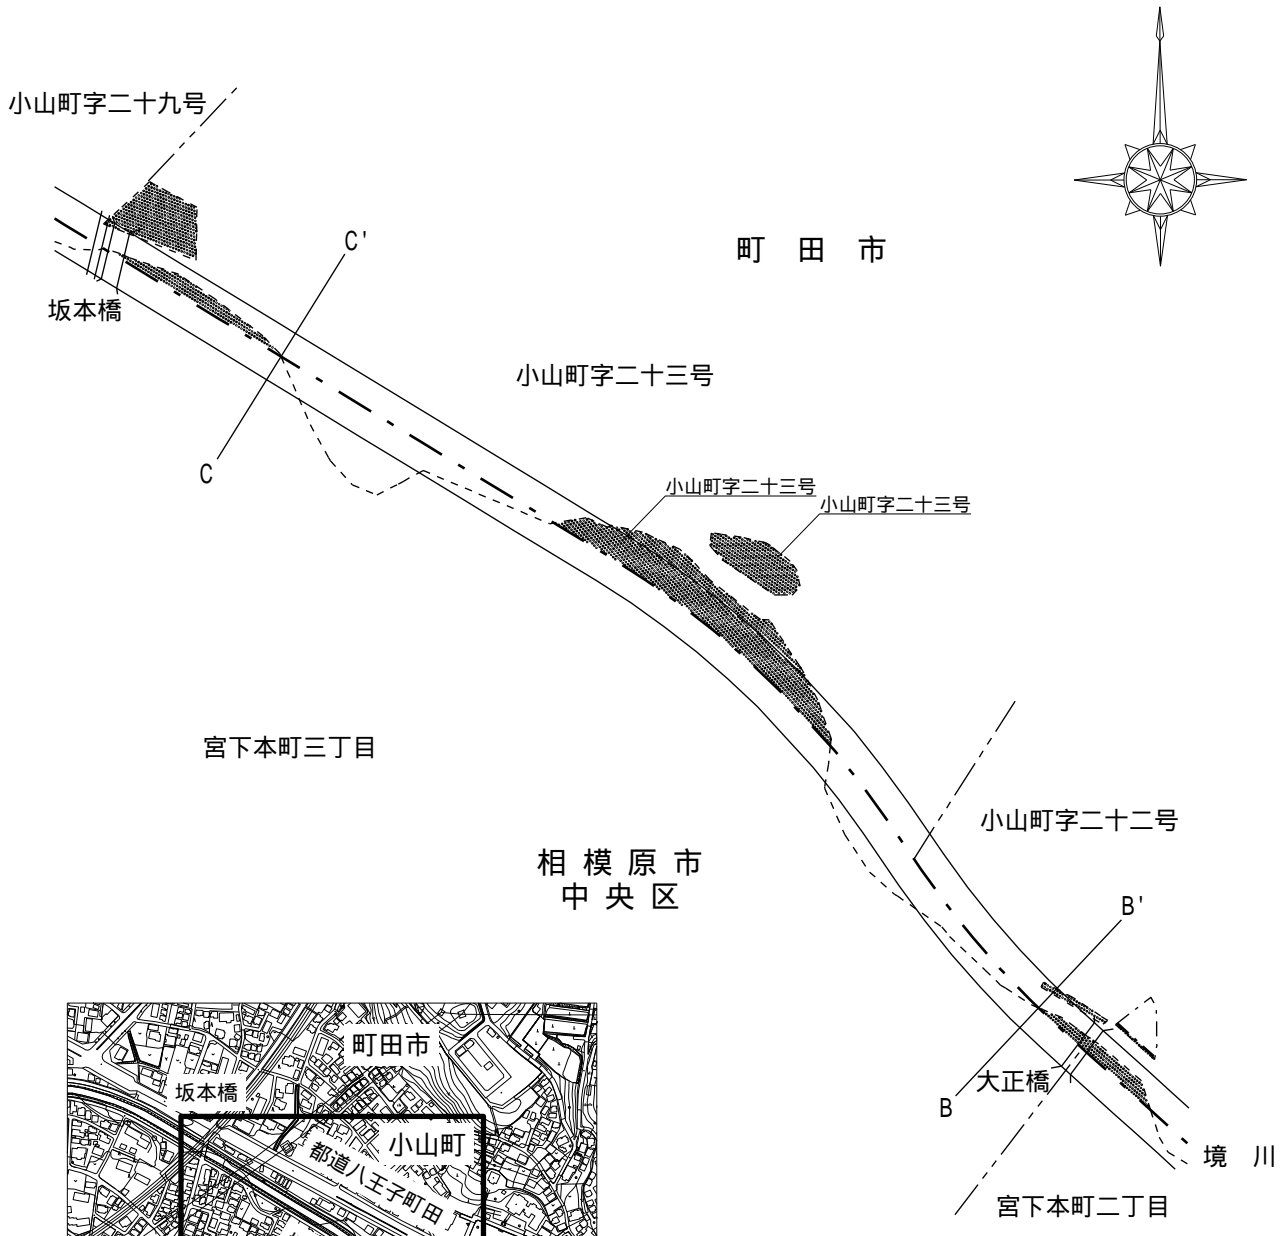 小山町字二十九号
C'
町 田 市
坂本橋
小山町字二十三号
C
小山町字二十三号
小山町字二十三号
宮下本町三丁目
小山町字二十二号
相 模 原 市
中 央 区
B'
町田市
坂本橋
大正橋
B
小山町
都道八王子町田
境 川
宮下本町二丁目